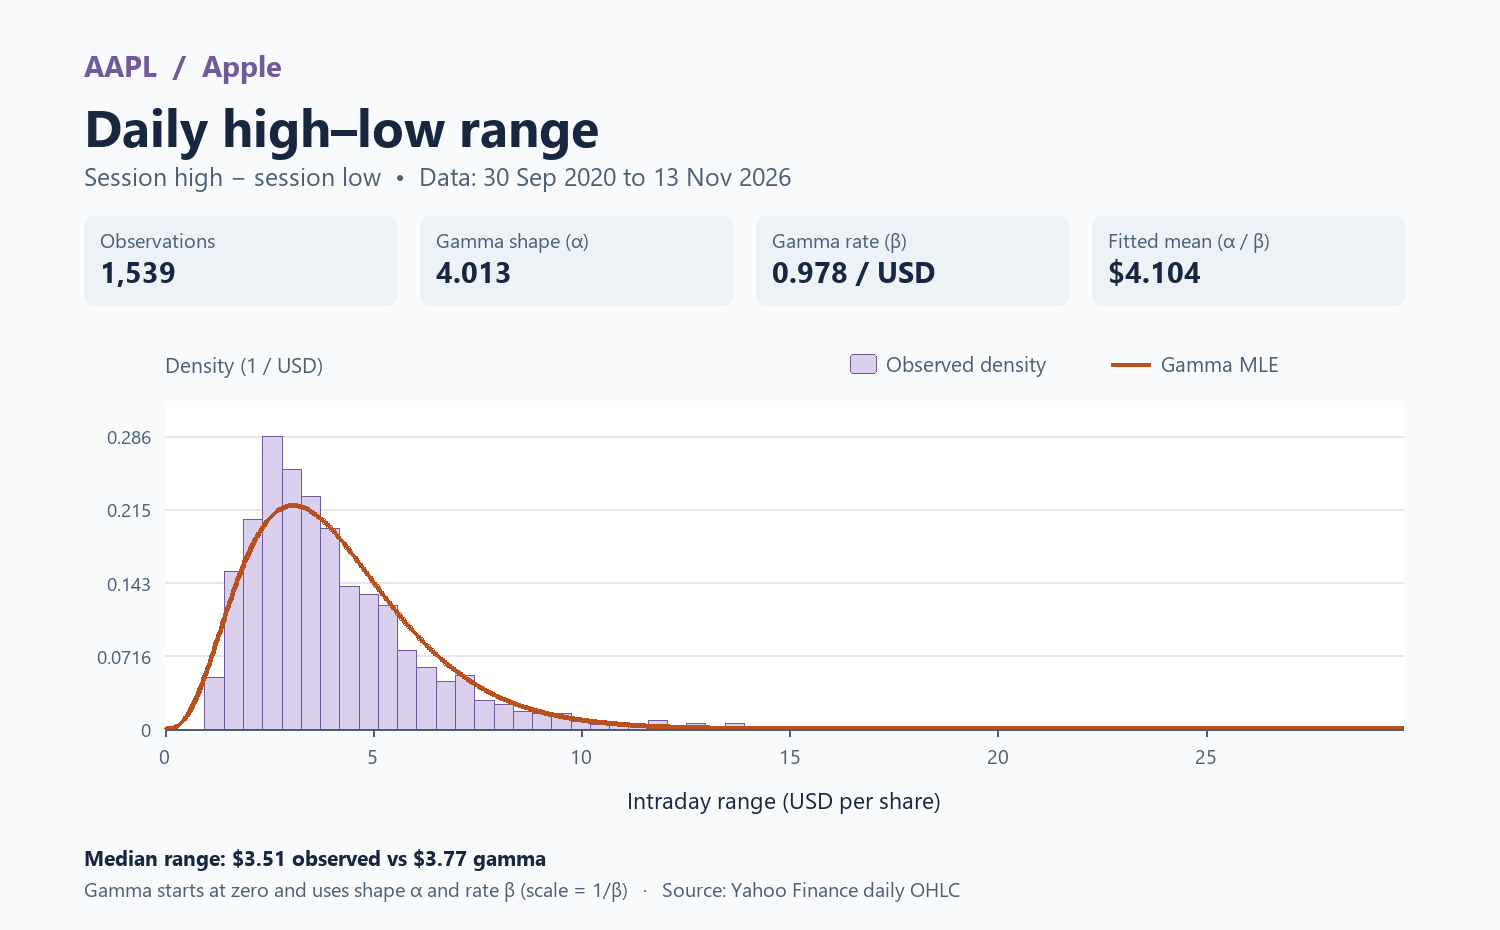 AAPL / Apple
Daily high–low range
Session high − session low • Data: 30 Sep 2020 to 13 Nov 2026
Observations
1,539
Gamma shape (α)
4.013
Gamma rate (β)
0.978 / USD
Fitted mean (α / β)
$4.104
Density (1 / USD)
Observed density
Gamma MLE
0.286
0.215
0.143
0.0716
0
0 5 10 15 20 25
Intraday range (USD per share)
Median range: $3.51 observed vs $3.77 gamma
Gamma starts at zero and uses shape α and rate β (scale = 1/β) · Source: Yahoo Finance daily OHLC